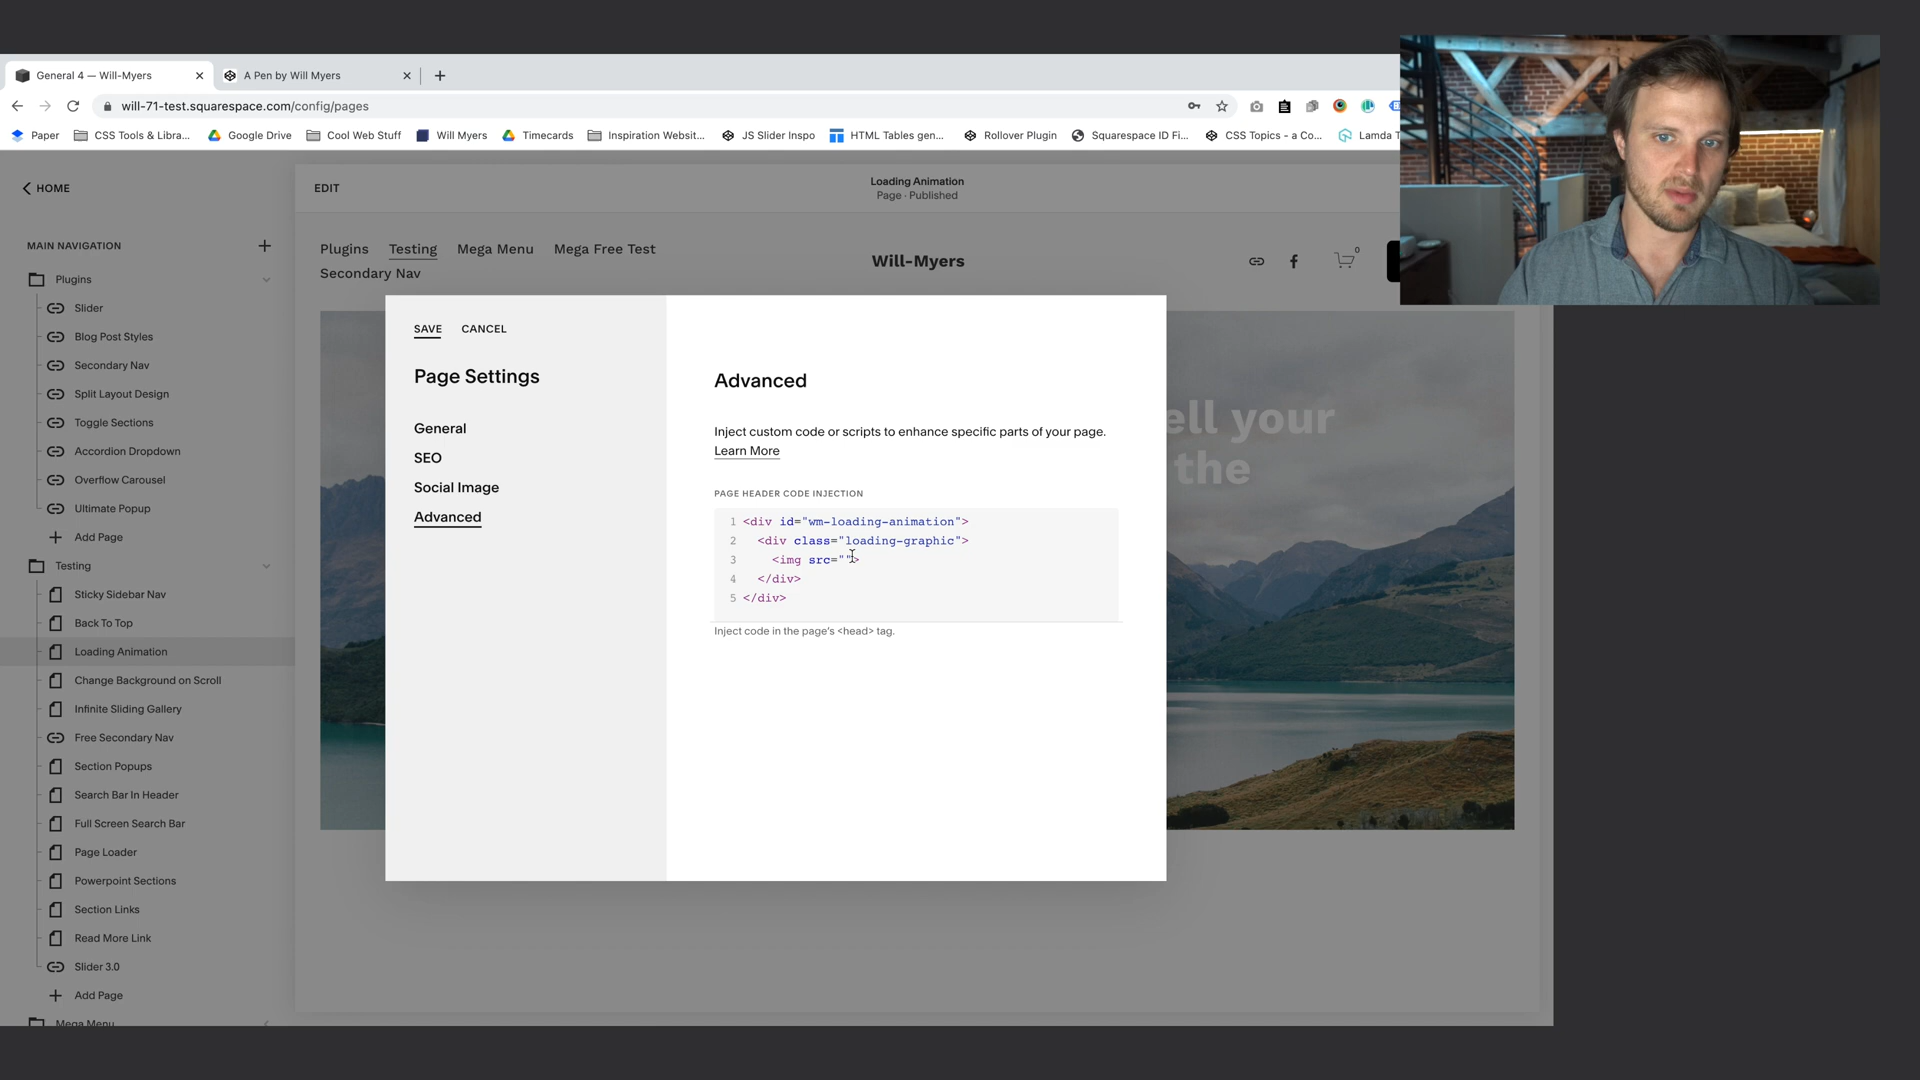 General 4 — Will-Myers
A Pen by Will Myers
will-71-test.squarespace.com/config/pages
Paper
CSS Tools & Libra...
Google Drive
Cool Web Stuff
Will Myers
Timecards
Inspiration Websit...
JS Slider Inspo
HTML Tables gen...
Rollover Plugin
Squarespace ID Fi...
CSS Topics - a Co...
Lamda T
HOME
EDIT
Loading Animation
Page · Published
MAIN NAVIGATION
Plugins
Slider
Blog Post Styles
Secondary Nav
Split Layout Design
Toggle Sections
Accordion Dropdown
Overflow Carousel
Ultimate Popup
Add Page
Testing
Sticky Sidebar Nav
Back To Top
Loading Animation
Change Background on Scroll
Infinite Sliding Gallery
Free Secondary Nav
Section Popups
Search Bar In Header
Full Screen Search Bar
Page Loader
Powerpoint Sections
Section Links
Read More Link
Slider 3.0
Add Page
Mega Menu
Plugins Testing Mega Menu Mega Free Test
Secondary Nav
Will-Myers
0
ell your
the
SAVE CANCEL
Page Settings
General
SEO
Social Image
Advanced
Advanced
Inject custom code or scripts to enhance specific parts of your page.
Learn More
PAGE HEADER CODE INJECTION
1 <div id="wm-loading-animation">
2 <div class="loading-graphic">
3 <img src="">
4 </div>
5 </div>
Inject code in the page's <head> tag.